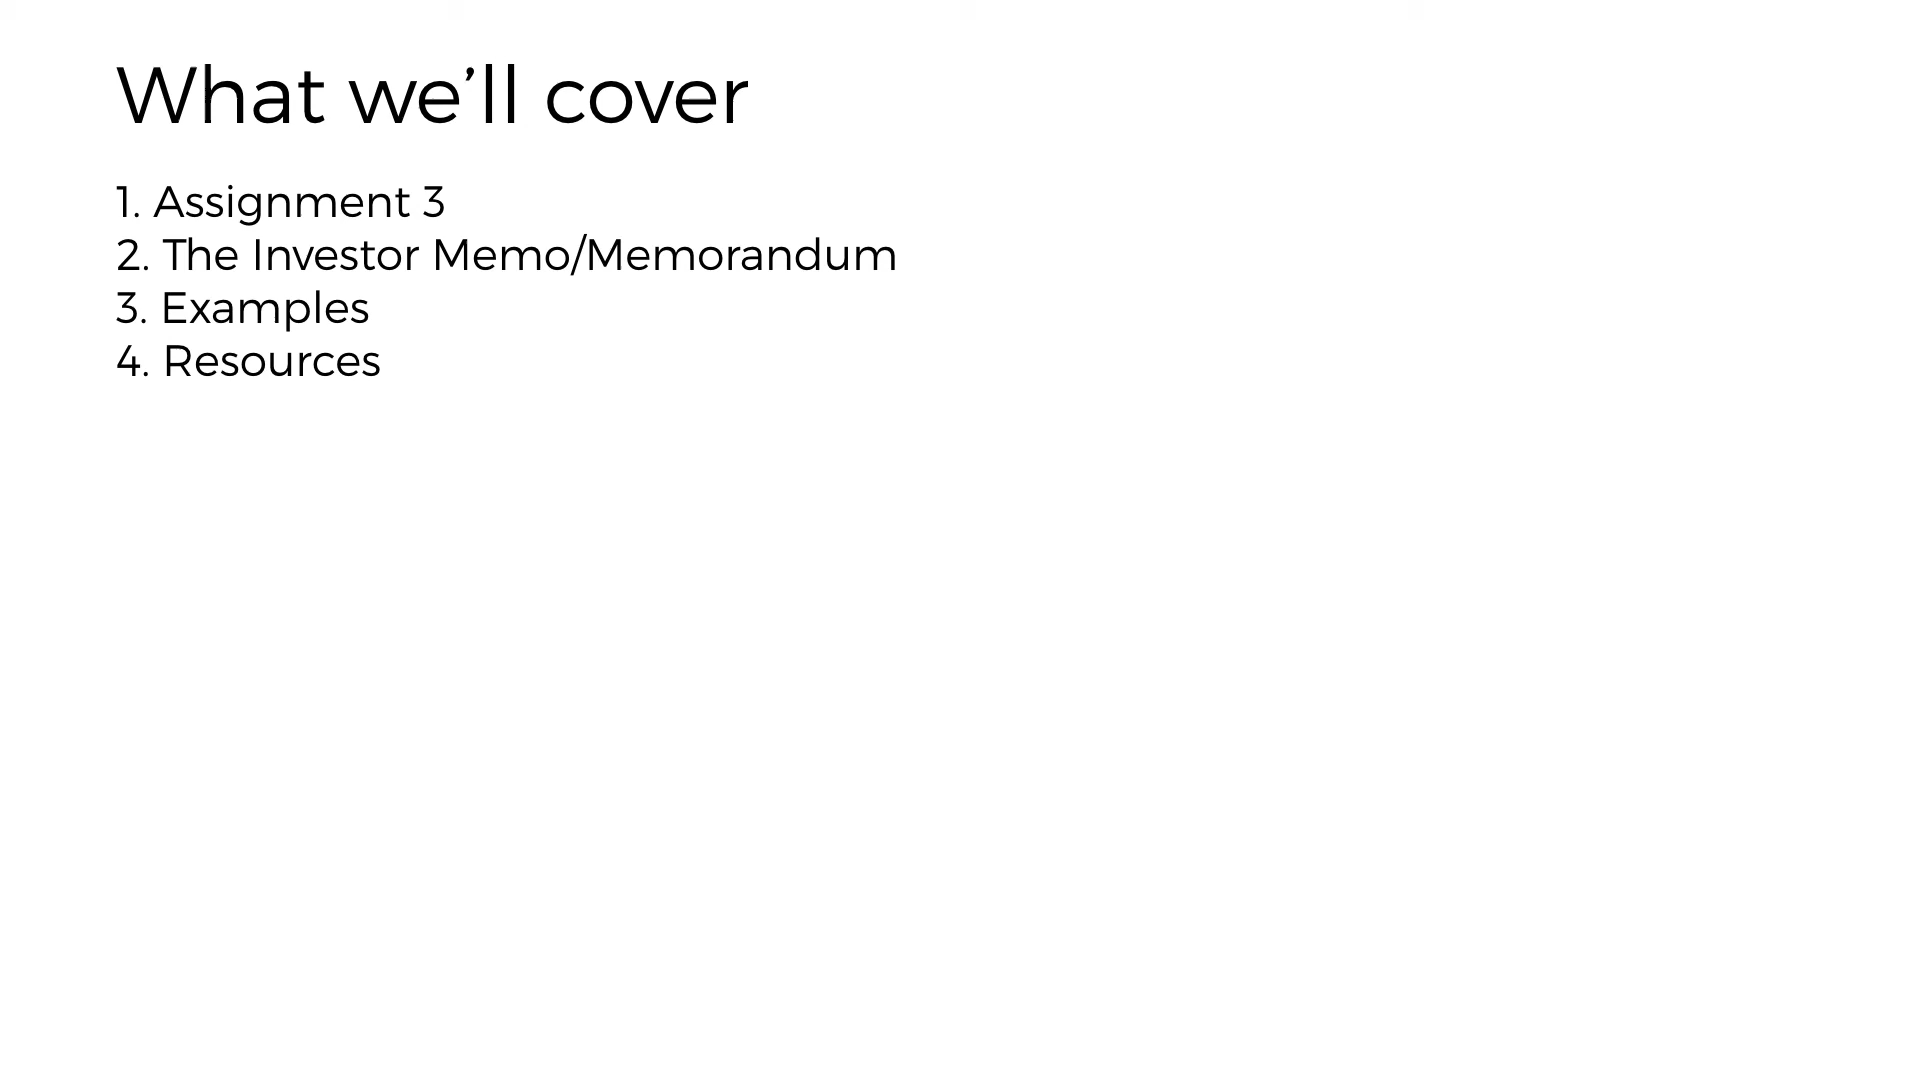 What we’ll cover
1. Assignment 3
2. The Investor Memo/Memorandum
3. Examples
4. Resources